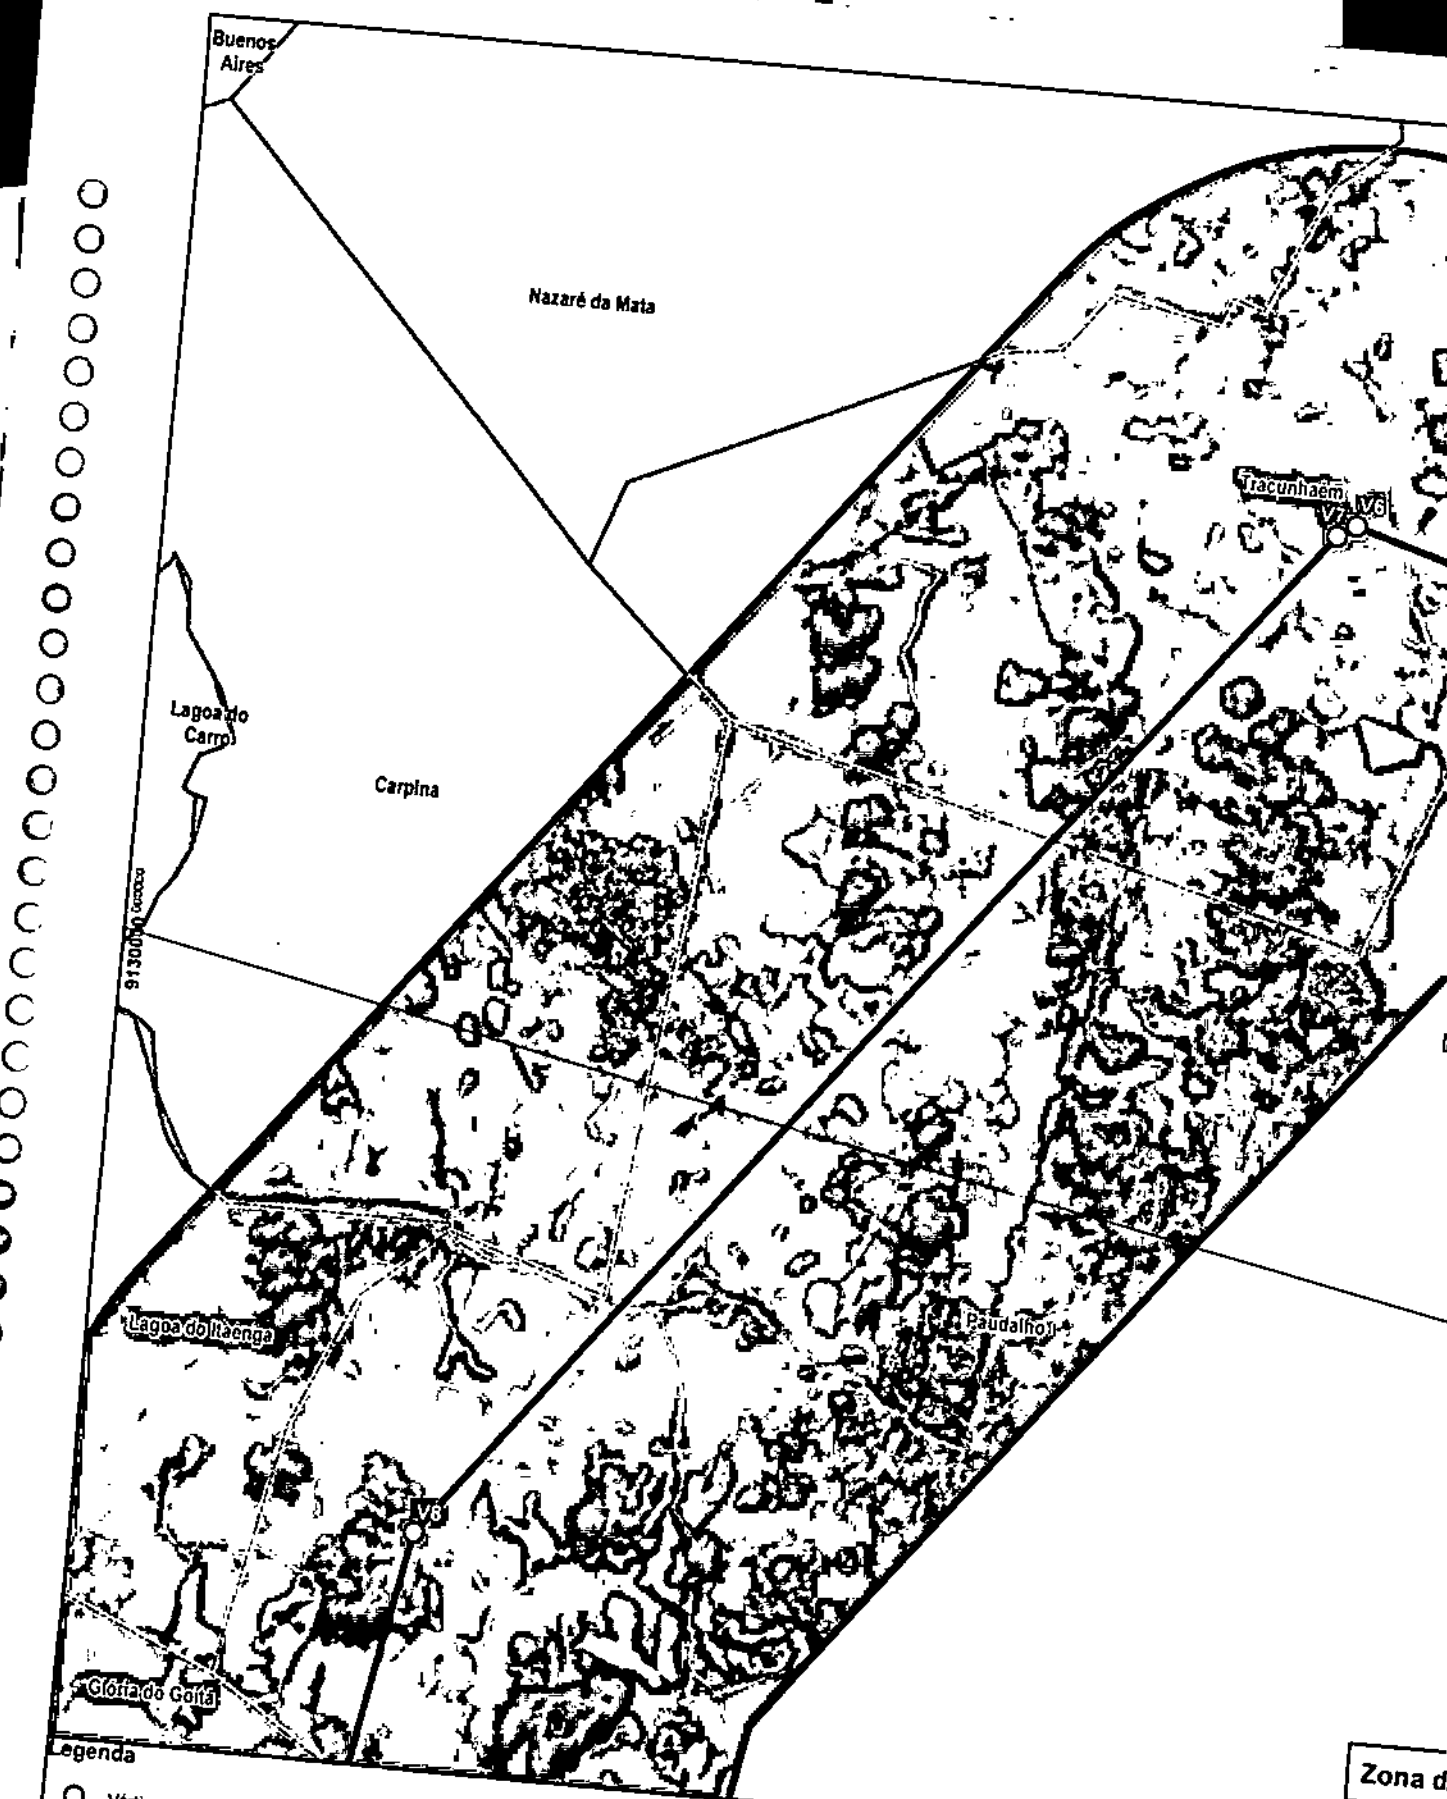 Buenos
Aires
Nazaré da Mata
Tracunhaém
V7
V6
Lagoa do
Carro
Carpina
9130000 000000
Lagoa do Itaenga
Paudalho
V8
Glória do Goitá
Legenda
Zona d